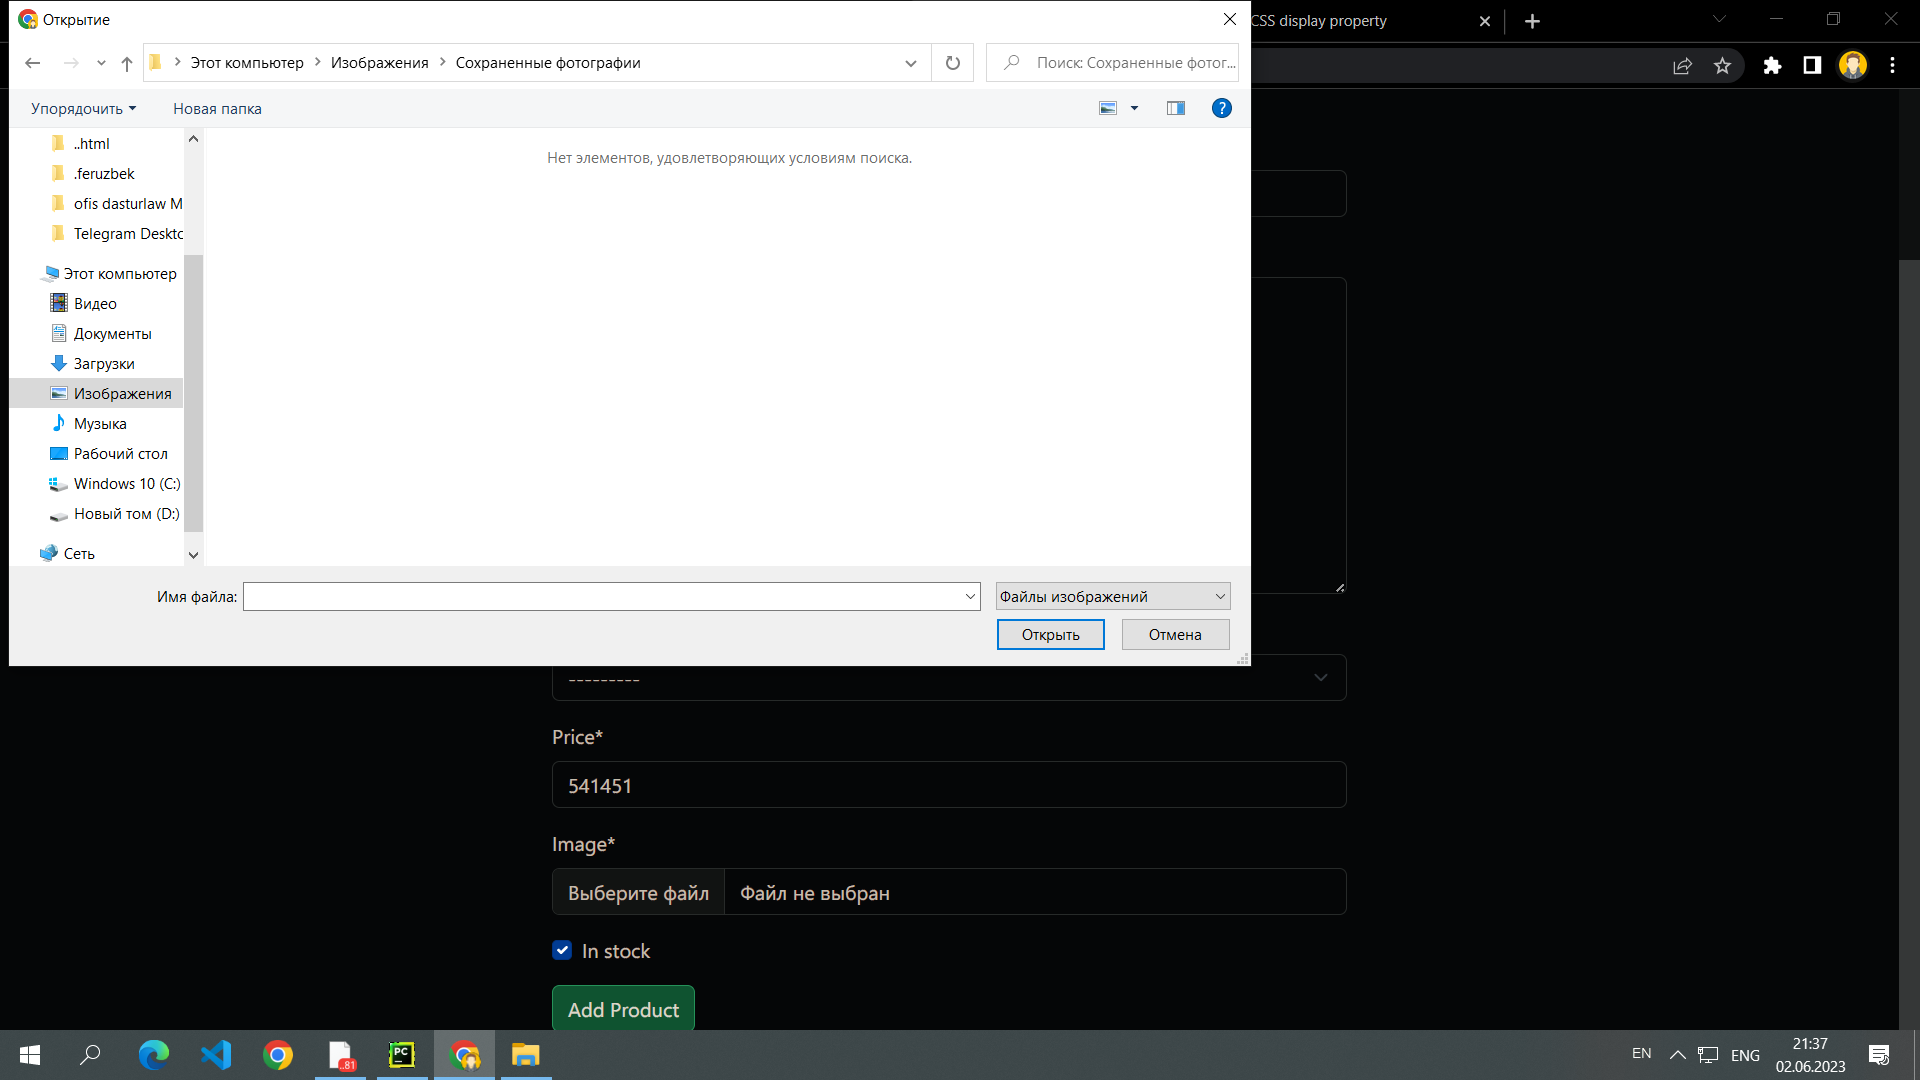 Открытие
CSS display property
Этот компьютер
Изображения
Сохраненные фотографии
Поиск: Сохраненные фотог...
Упорядочить
Новая папка
..html
.feruzbek
ofis dasturlaw M
Telegram Deskto
Этот компьютер
Видео
Документы
Загрузки
Изображения
Музыка
Рабочий стол
Windows 10 (C:)
Новый том (D:)
Сеть
Нет элементов, удовлетворяющих условиям поиска.
Имя файла:
Файлы изображений
Открыть
Отмена
---------
Price*
541451
Image*
Выберите файл
Файл не выбран
In stock
Add Product
..81
PC
EN
ENG
21:37
02.06.2023